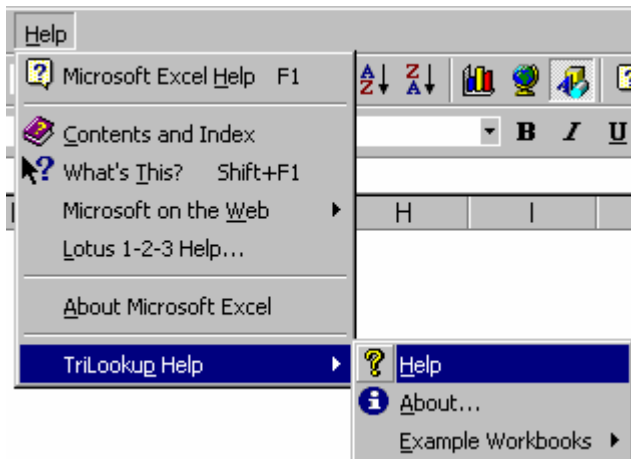 Help
Microsoft Excel Help F1
A Z Z A
Contents and Index
B I U
What's This? Shift+F1
Microsoft on the Web
H I
Lotus 1-2-3 Help...
About Microsoft Excel
TriLookup Help
Help
About...
Example Workbooks